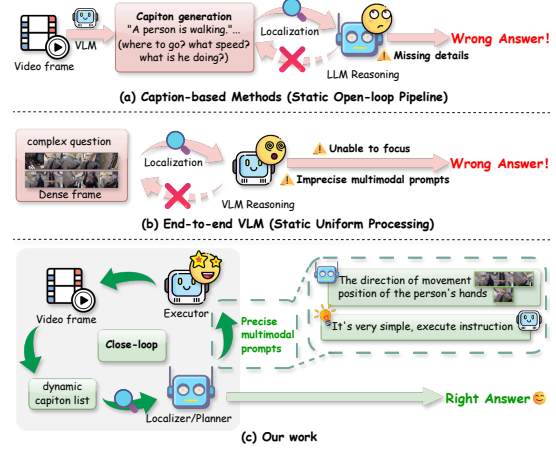 Capiton generation
"A person is walking."...
(where to go? what speed?
what is he doing?)
VLM
Video frame
Localization
LLM Reasoning
Missing details
Wrong Answer!
(a) Caption-based Methods (Static Open-loop Pipeline)
complex question
Dense frame
Localization
VLM Reasoning
Unable to focus
Imprecise multimodal prompts
Wrong Answer!
(b) End-to-end VLM (Static Uniform Processing)
Video frame
Executor
Close-loop
Precise
multimodal
prompts
dynamic
capiton list
Localizer/Planner
The direction of movement
position of the person's hands
It's very simple, execute instruction
Right Answer
(c) Our work